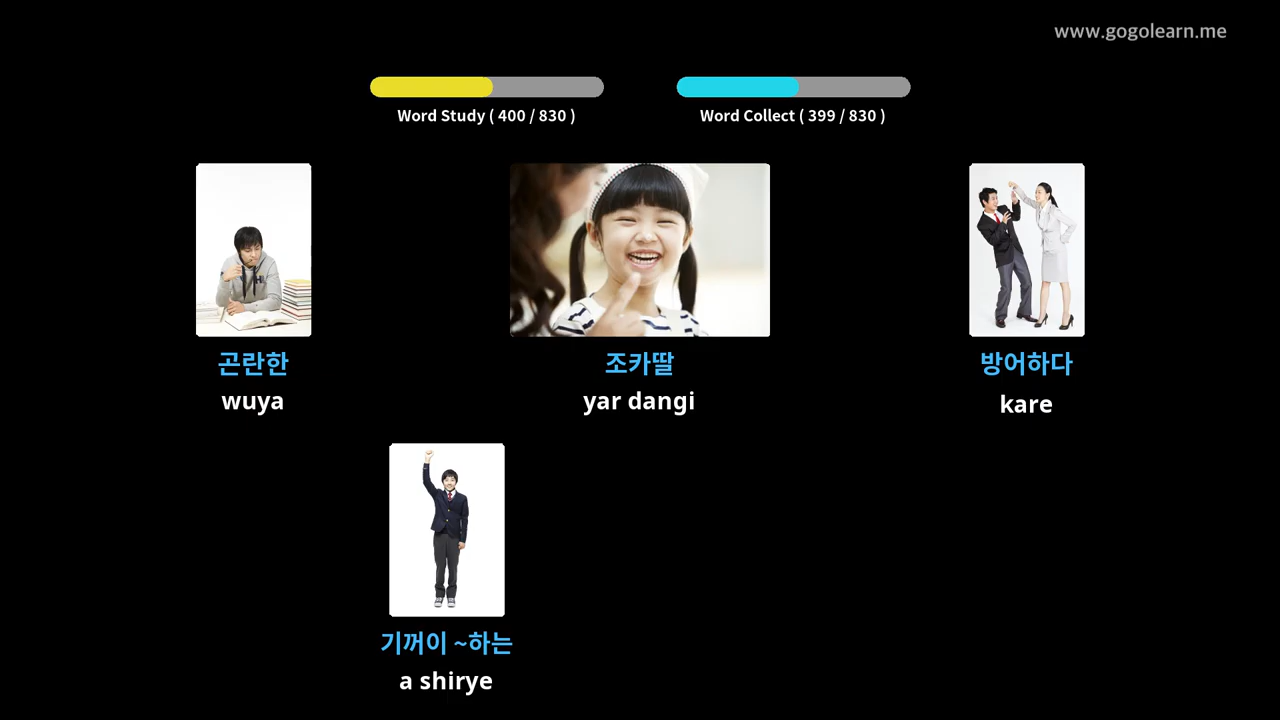 www.gogolearn.me
Word Study ( 400 / 830 )
Word Collect ( 399 / 830 )
곤란한
wuya
조카딸
yar dangi
방어하다
kare
기꺼이 ~하는
a shirye